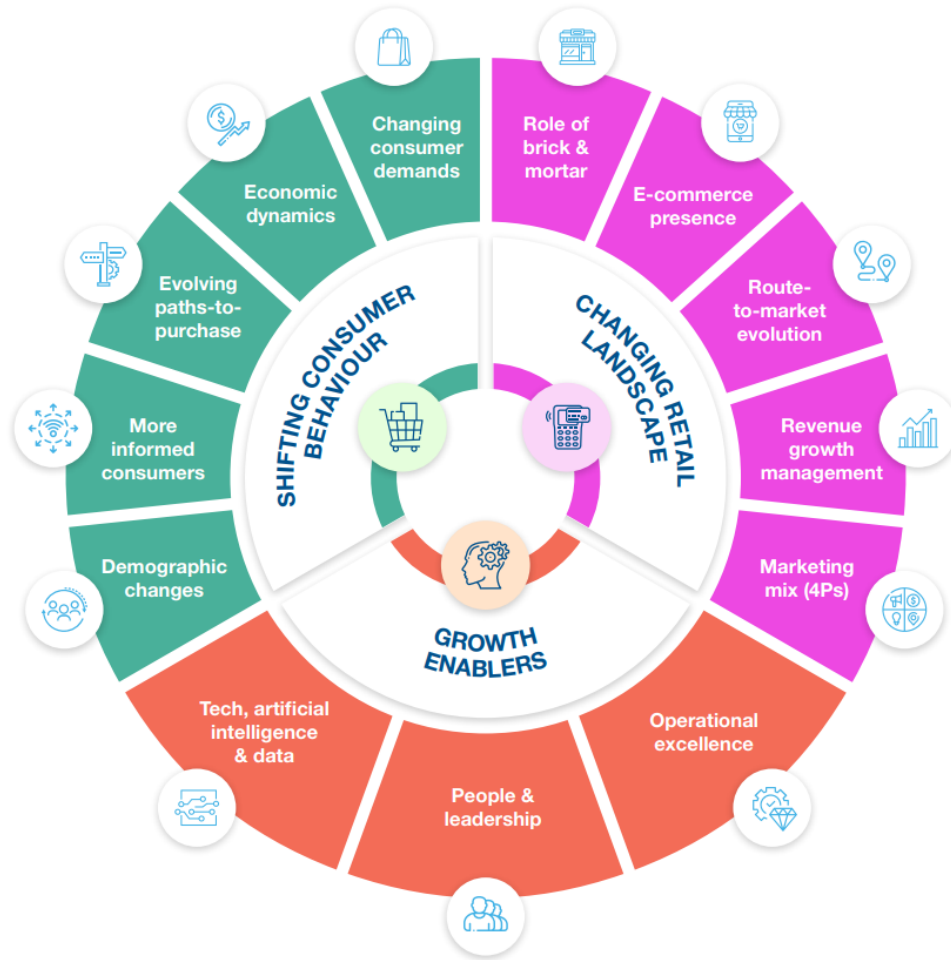 Changing
consumer
demands
Role of
brick &
mortar
Economic
dynamics
E-commerce
presence
Evolving
paths-to-
purchase
Route-
to-market
evolution
More
informed
consumers
Revenue
growth
management
Demographic
changes
Marketing
mix (4Ps)
SHIFTING CONSUMER
BEHAVIOUR
CHANGING RETAIL
LANDSCAPE
GROWTH
ENABLERS
Tech, artificial
intelligence
& data
People &
leadership
Operational
excellence